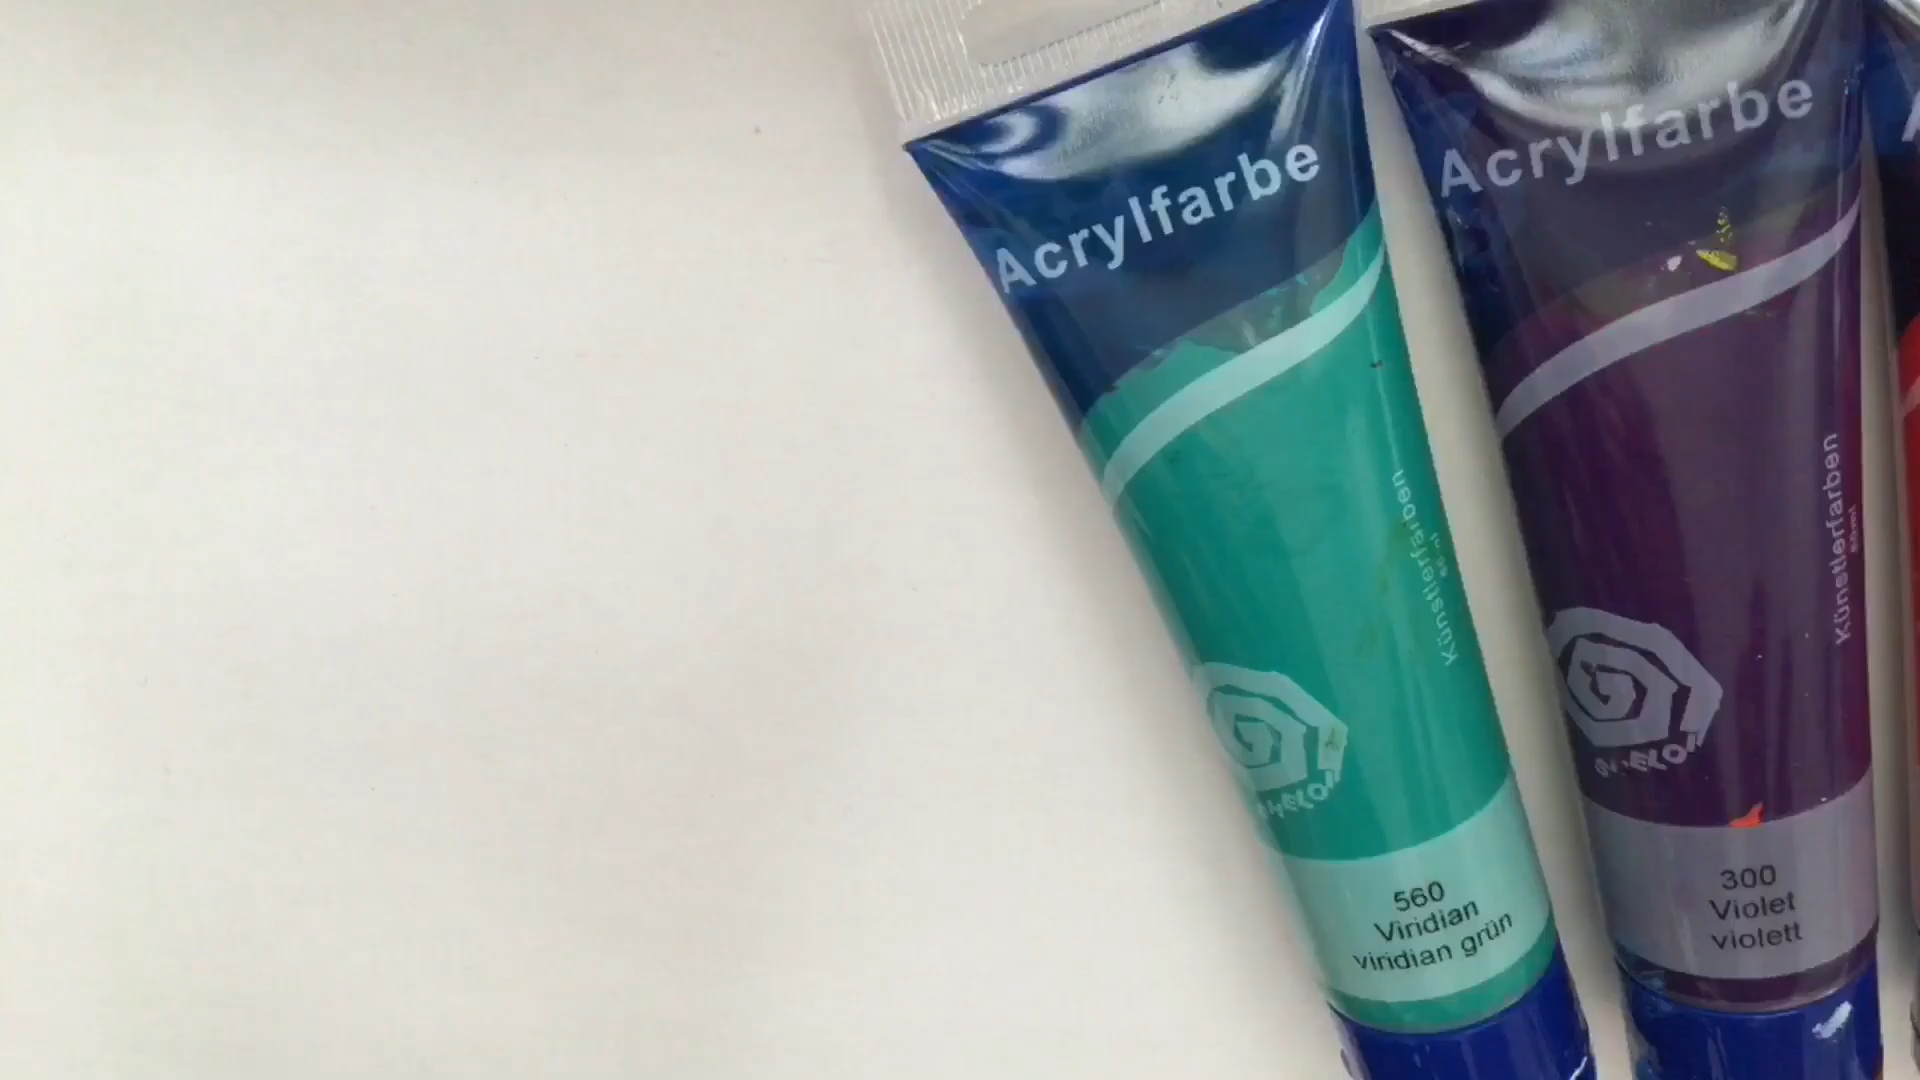 Acrylfarbe
Künstlerfarben
560
Viridian
viridian grün
Acrylfarbe
Künstlerfarben
300
Violet
violett